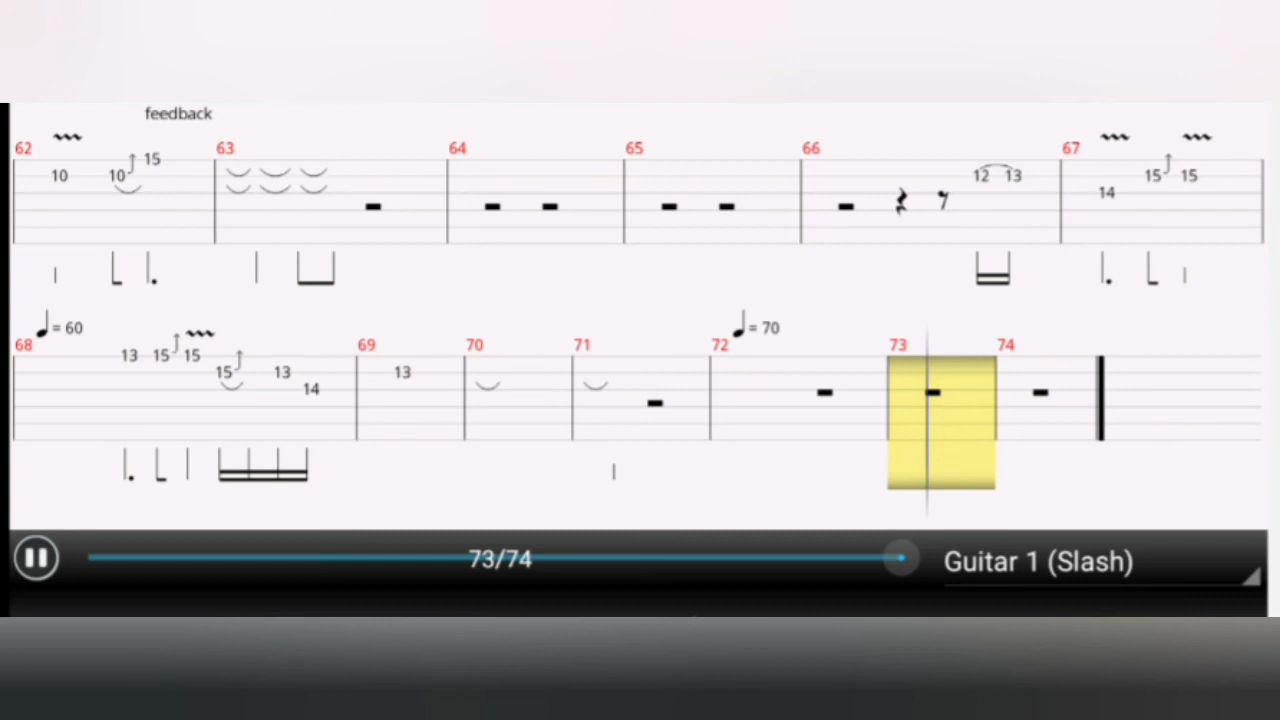 feedback
62 63 64 65 66 67
15
10 10 12 13 15 15
14
= 60 = 70
68 69 70 71 72 73 74
13 15 15
15 13 13
14
73/74
Guitar 1 (Slash)